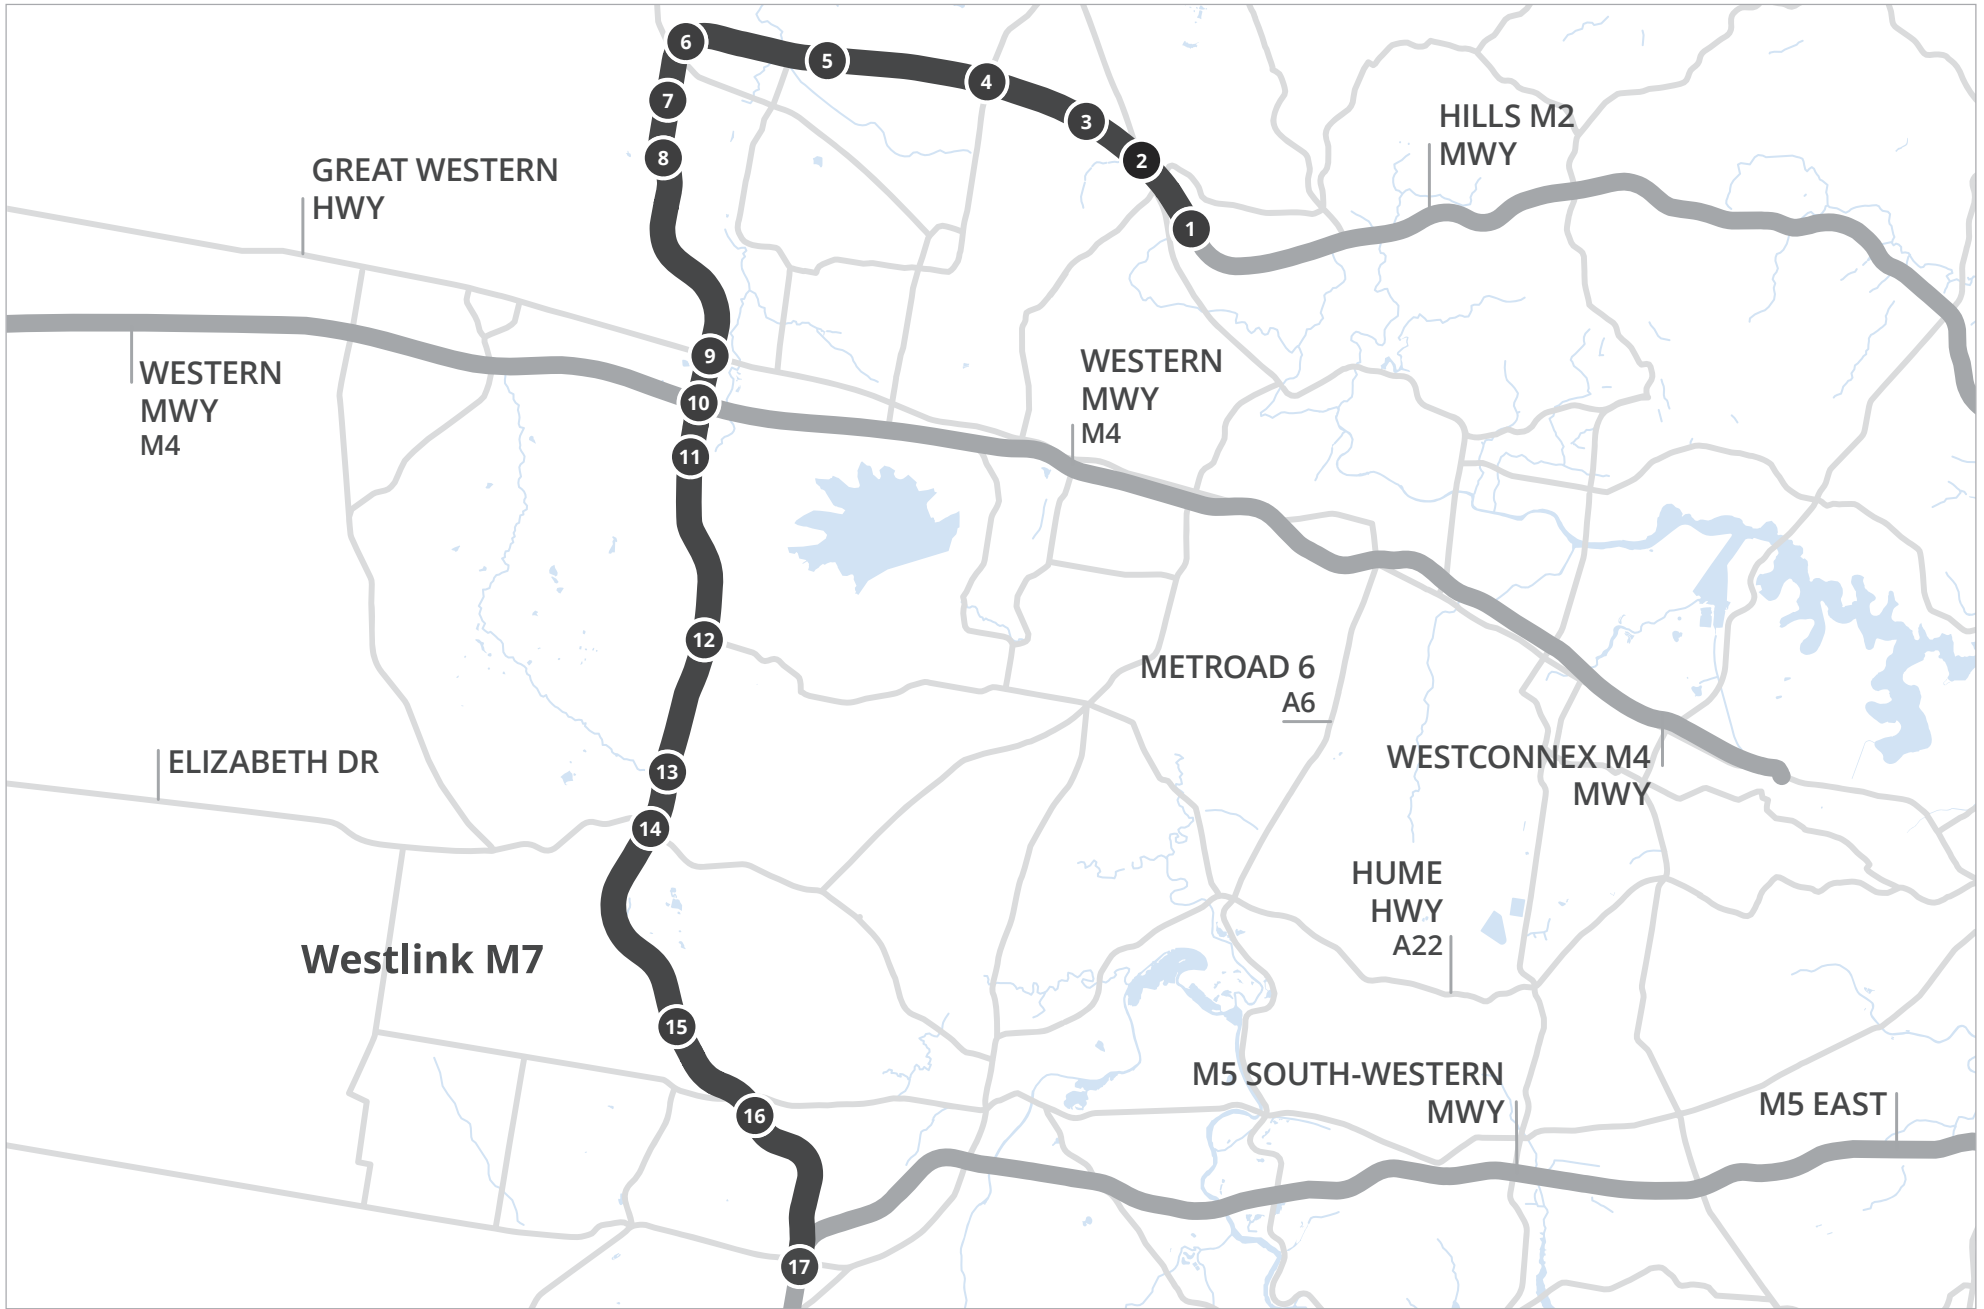 6
5
4
7
3
HILLS M2
MWY
8
2
GREAT WESTERN
HWY
1
9
WESTERN
MWY
M4
WESTERN
MWY
M4
10
11
12
METROAD 6
A6
ELIZABETH DR
13
WESTCONNEX M4
MWY
14
HUME
HWY
A22
Westlink M7
15
M5 SOUTH-WESTERN
MWY
M5 EAST
16
17